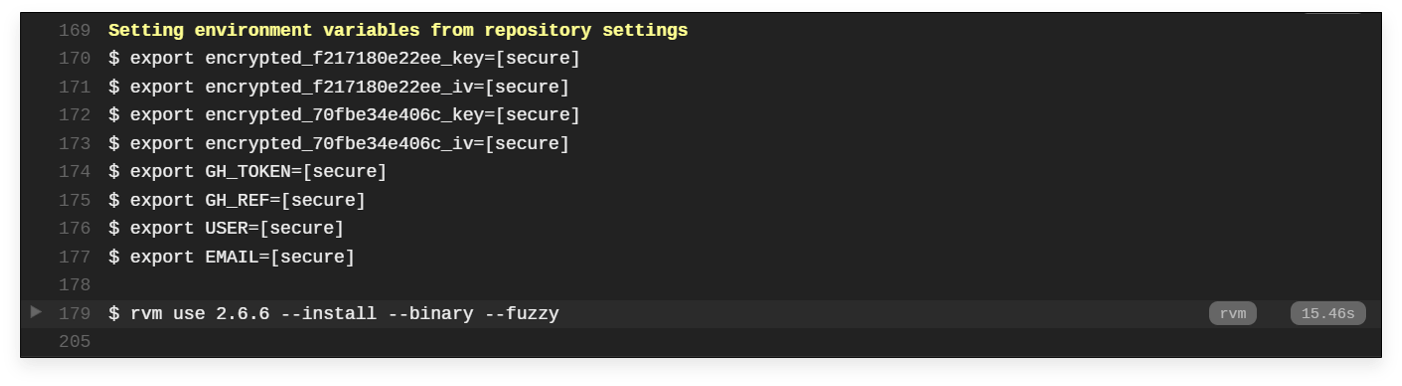 169 Setting environment variables from repository settings
170 $ export encrypted_f217180e22ee_key=[secure]
171 $ export encrypted_f217180e22ee_iv=[secure]
172 $ export encrypted_70fbe34e406c_key=[secure]
173 $ export encrypted_70fbe34e406c_iv=[secure]
174 $ export GH_TOKEN=[secure]
175 $ export GH_REF=[secure]
176 $ export USER=[secure]
177 $ export EMAIL=[secure]
178
179 $ rvm use 2.6.6 --install --binary --fuzzy rvm 15.46s
205